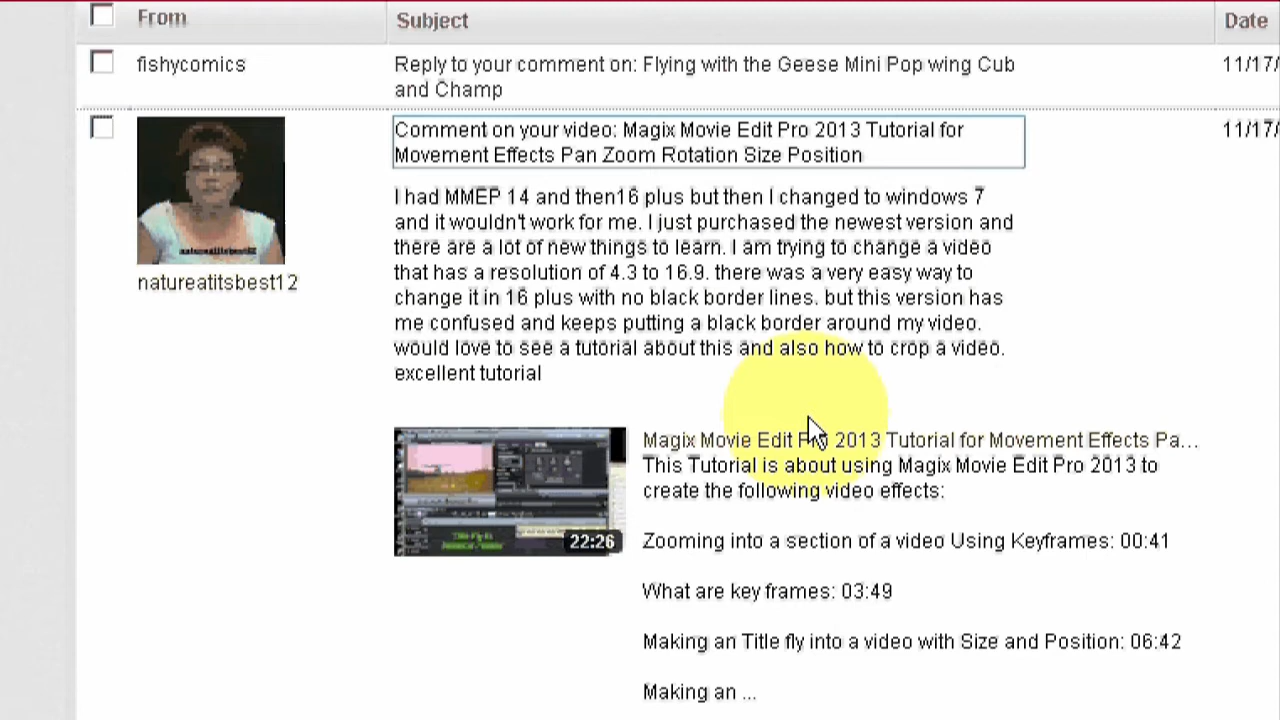 From Subject Date
fishycomics Reply to your comment on: Flying with the Geese Mini Pop wing Cub 11/17/
and Champ
Comment on your video: Magix Movie Edit Pro 2013 Tutorial for 11/17/
Movement Effects Pan Zoom Rotation Size Position
I had MMEP 14 and then16 plus but then I changed to windows 7
and it wouldn't work for me. I just purchased the newest version and
there are a lot of new things to learn. I am trying to change a video
that has a resolution of 4.3 to 16.9. there was a very easy way to
natureatitsbest12
change it in 16 plus with no black border lines. but this version has
me confused and keeps putting a black border around my video.
would love to see a tutorial about this and also how to crop a video.
excellent tutorial
Magix Movie Edit Pro 2013 Tutorial for Movement Effects Pa...
This Tutorial is about using Magix Movie Edit Pro 2013 to
create the following video effects:
22:26
Zooming into a section of a video Using Keyframes: 00:41
What are key frames: 03:49
Making an Title fly into a video with Size and Position: 06:42
Making an ...